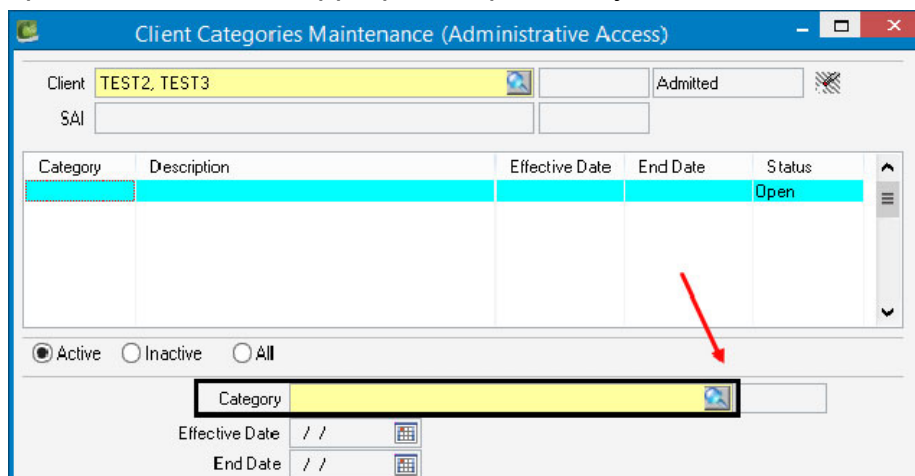 Client Categories Maintenance (Administrative Access)
Client TEST2, TEST3 Admitted
SAI
Category Description Effective Date End Date Status
Open
Active Inactive All
Category
Effective Date / /
End Date / /